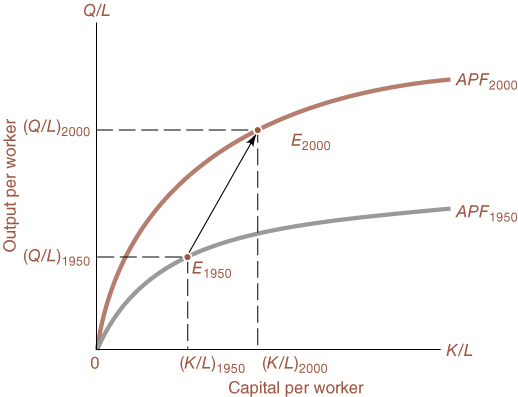 Q/L
APF2000
(Q/L)2000
E2000
Output per worker
APF1950
(Q/L)1950
E1950
0
(K/L)1950
(K/L)2000
K/L
Capital per worker